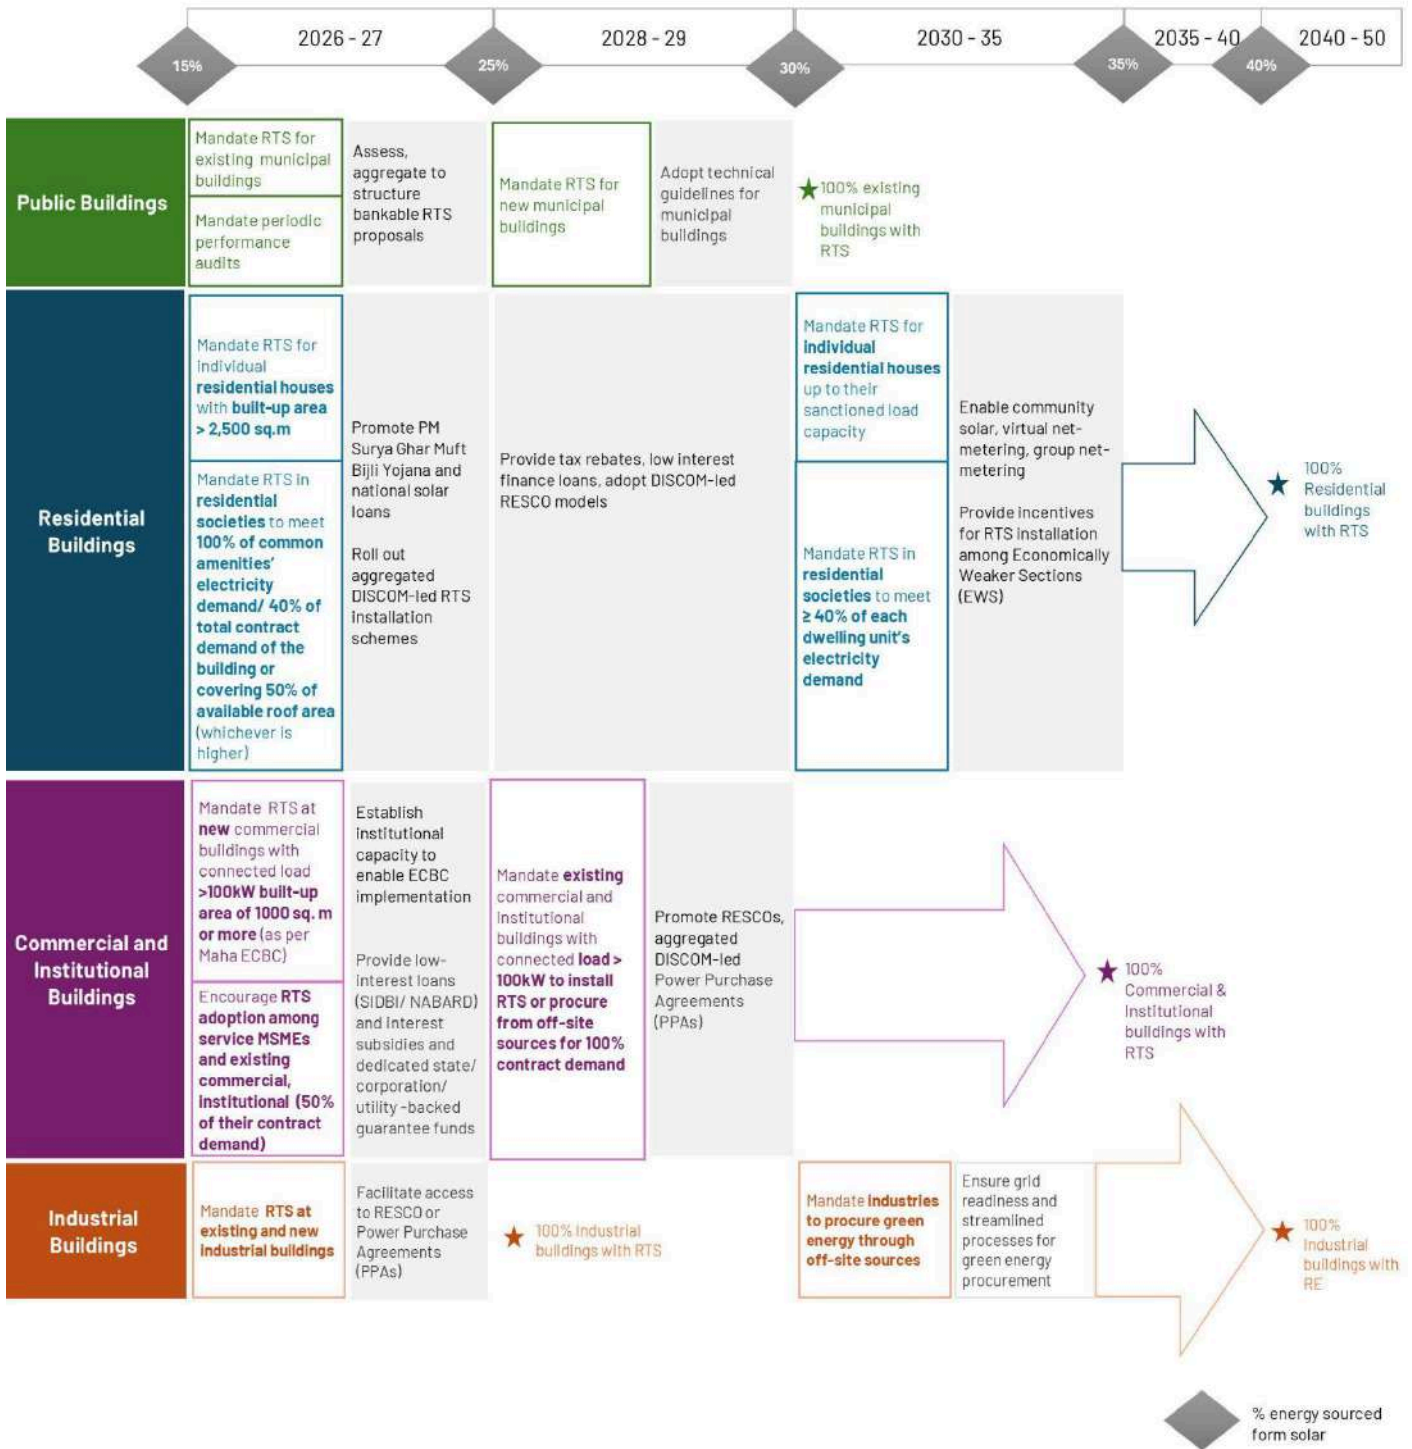 2026 - 27
2028 - 29
2030 - 35
2035 - 40
2040 - 50
15%
25%
30%
35%
40%
Public Buildings
Mandate RTS for
existing municipal
buildings
Mandate periodic
performance
audits
Assess,
aggregate to
structure
bankable RTS
proposals
Mandate RTS for
new municipal
buildings
Adopt technical
guidelines for
municipal
buildings
100% existing
municipal
buildings with
RTS
Residential
Buildings
Mandate RTS for
individual
residential houses
with built-up area
> 2,500 sq.m
Mandate RTS in
residential
societies to meet
100% of common
amenities'
electricity
demand/ 40% of
total contract
demand of the
building or
covering 50% of
available roof area
(whichever is
higher)
Promote PM
Surya Ghar Muft
Bijli Yojana and
national solar
loans
Roll out
aggregated
DISCOM-led RTS
installation
schemes
Provide tax rebates, low interest
finance loans, adopt DISCOM-led
RESCO models
Mandate RTS for
individual
residential houses
up to their
sanctioned load
capacity
Mandate RTS in
residential
societies to meet
≥ 40% of each
dwelling unit's
electricity
demand
Enable community
solar, virtual net-
metering, group net-
metering
Provide incentives
for RTS installation
among Economically
Weaker Sections
(EWS)
100%
Residential
buildings
with RTS
Commercial and
Institutional
Buildings
Mandate RTS at
new commercial
buildings with
connected load
>100kW built-up
area of 1000 sq. m
or more (as per
Maha ECBC)
Encourage RTS
adoption among
service MSMEs
and existing
commercial,
institutional (50%
of their contract
demand)
Establish
institutional
capacity to
enable ECBC
implementation
Provide low-
interest loans
(SIDBI/ NABARD)
and interest
subsidies and
dedicated state/
corporation/
utility -backed
guarantee funds
Mandate existing
commercial and
Institutional
buildings with
connected load >
100kW to install
RTS or procure
from off-site
sources for 100%
contract demand
Promote RESCOs,
aggregated
DISCOM-led
Power Purchase
Agreements
(PPAs)
100%
Commercial &
Institutional
buildings with
RTS
Industrial
Buildings
Mandate RTS at
existing and new
industrial buildings
Facilitate access
to RESCO or
Power Purchase
Agreements
(PPAs)
100% Industrial
buildings with RTS
Mandate industries
to procure green
energy through
off-site sources
Ensure grid
readiness and
streamlined
processes for
green energy
procurement
100%
Industrial
buildings with
RE
% energy sourced
form solar